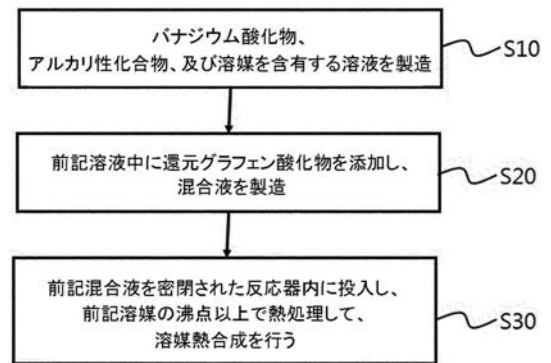 バナジウム酸化物、
アルカリ性化合物、及び溶媒を含有する溶液を製造
S10
前記溶液中に還元グラフェン酸化物を添加し、
混合液を製造
S20
前記混合液を密閉された反応器内に投入し、
前記溶媒の沸点以上で熱処理して、
溶媒熱合成を行う
S30